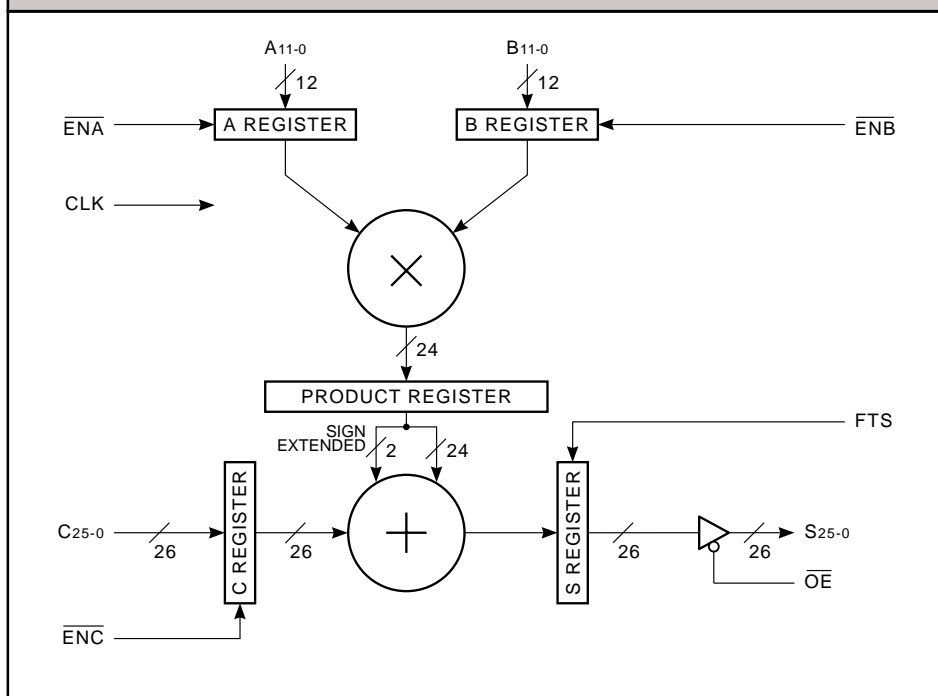 A11-0
B11-0
12
12
ENA
A REGISTER
B REGISTER
ENB
CLK
24
PRODUCT REGISTER
SIGN
EXTENDED
2
24
FTS
C25-0
26
C REGISTER
26
S REGISTER
26
26
S25-0
OE
ENC